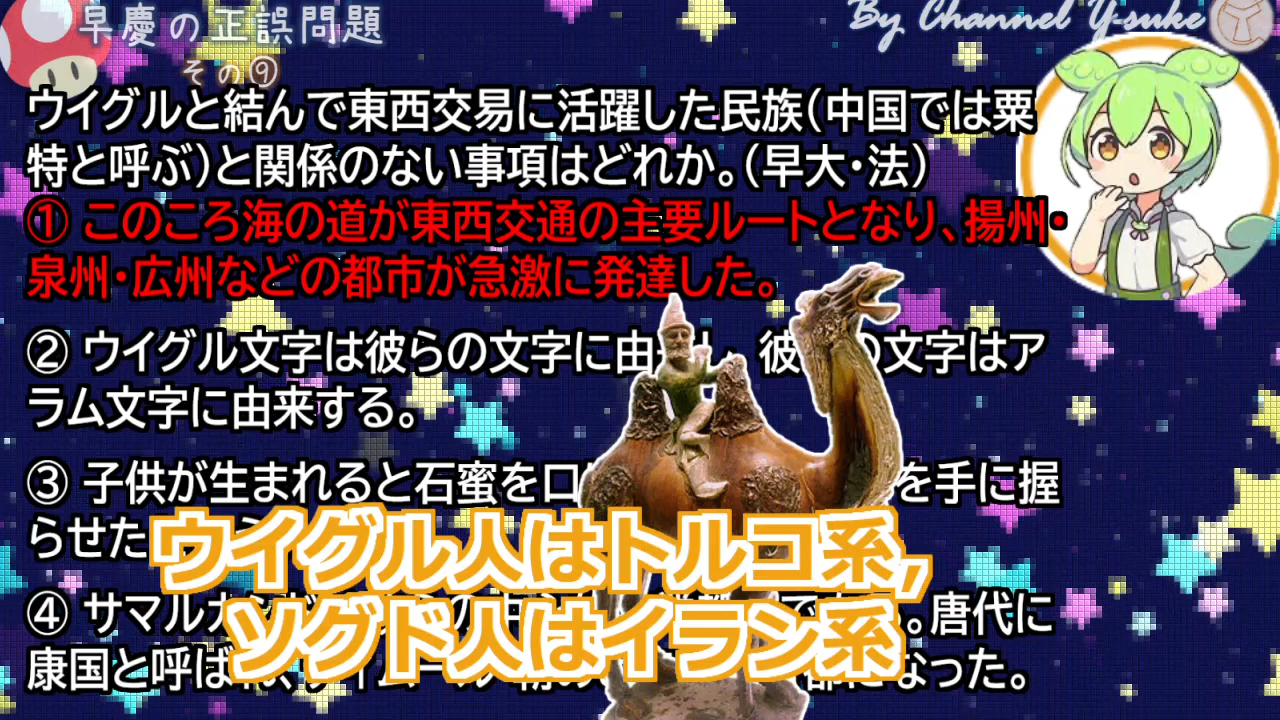 早慶の正誤問題
その⑨
By Channel Y-suke
ウイグルと結んで東西交易に活躍した民族(中国では粟
特と呼ぶ)と関係のない事項はどれか。(早大・法)
① このころ海の道が東西交通の主要ルートとなり、揚州・
泉州・広州などの都市が急激に発達した。
② ウイグル文字は彼らの文字に由 彼 の文字はア
ラム文字に由来する。
③ 子供が生まれると石蜜を口 を手に握
らせた
ウイグル人はトルコ系,
ソグド人はイラン系
④ サマルカ 。唐代に
康国と呼ば なった。